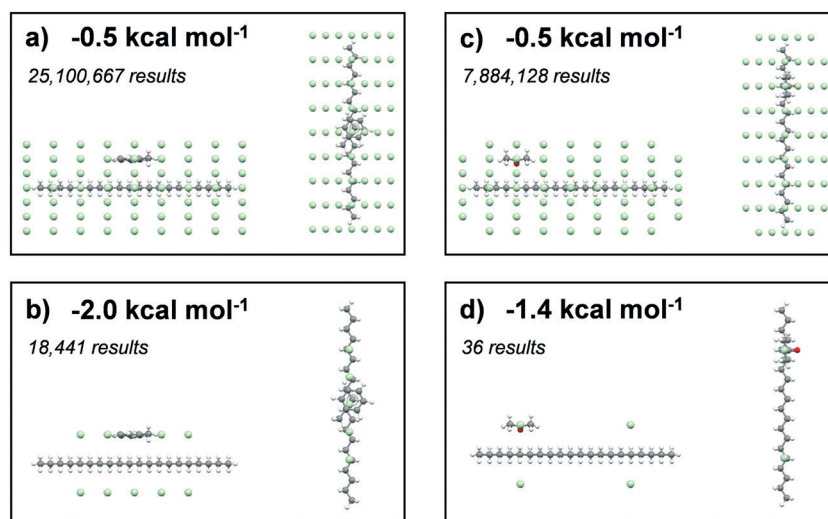 a) -0.5 kcal mol⁻¹
25,100,667 results
b) -2.0 kcal mol⁻¹
18,441 results
c) -0.5 kcal mol⁻¹
7,884,128 results
d) -1.4 kcal mol⁻¹
36 results